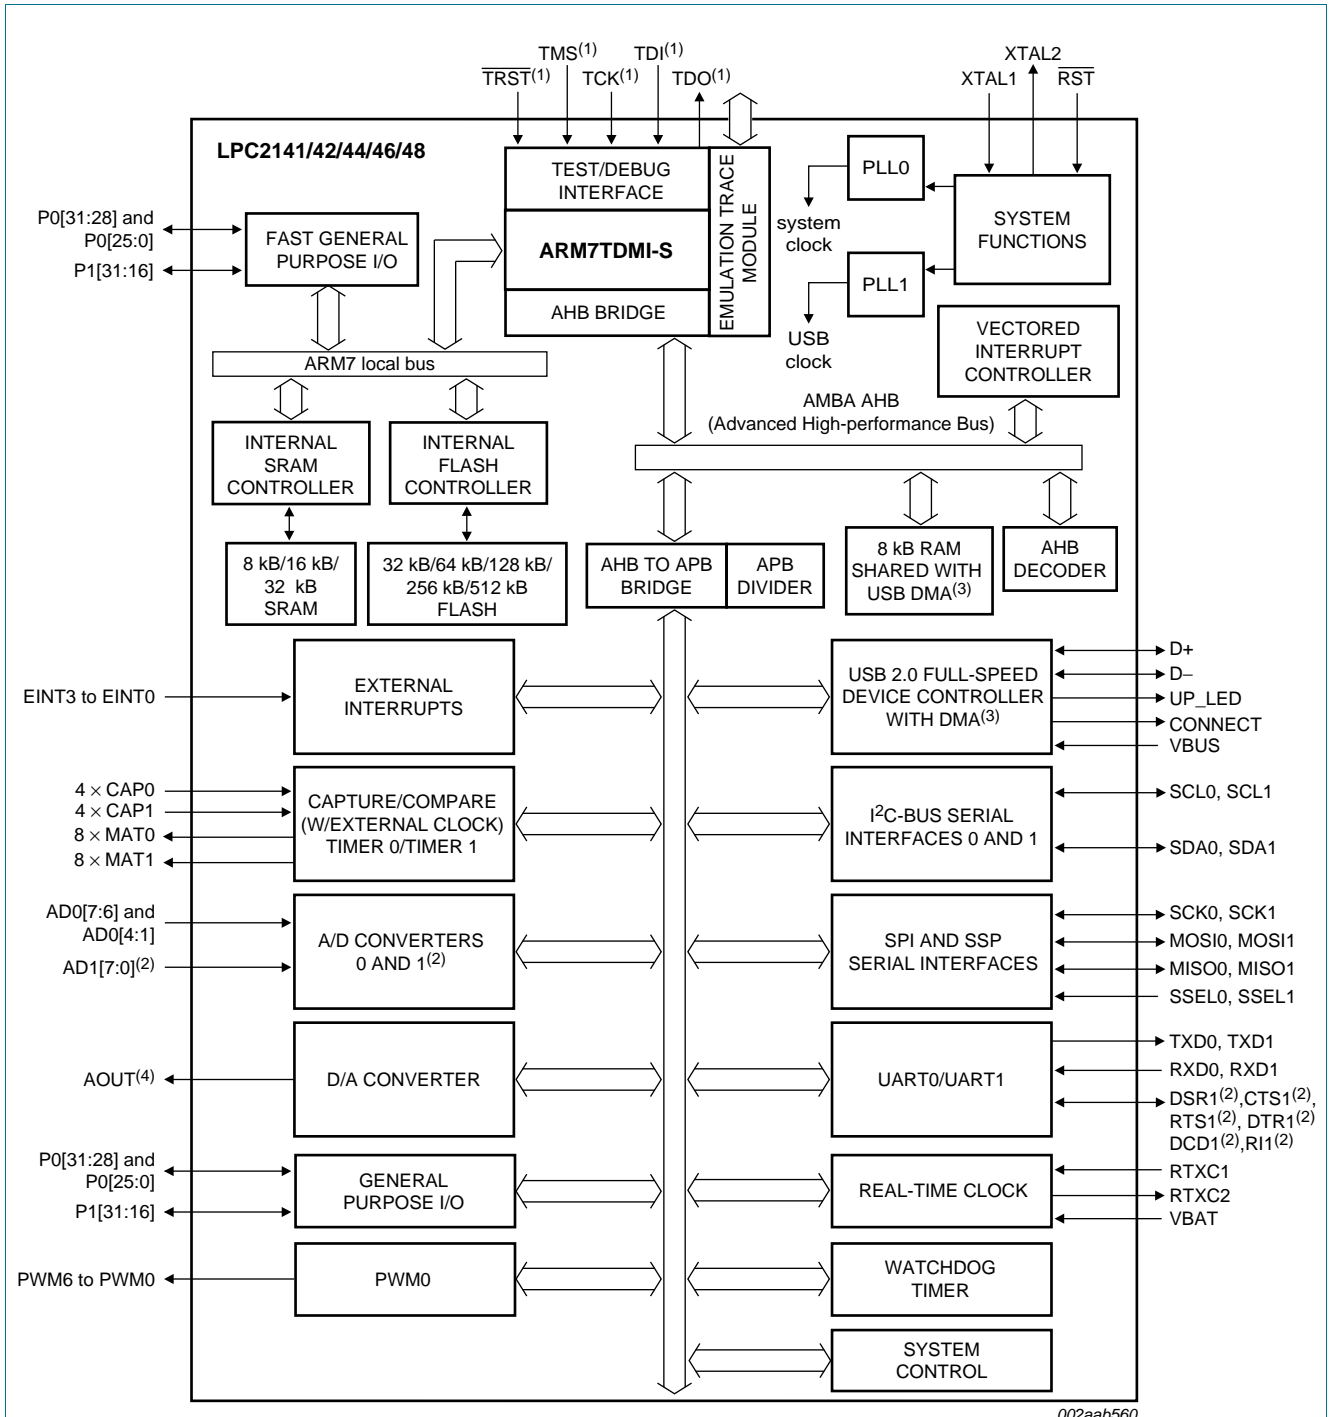 TMS(1)
TDI(1)
XTAL2
TRST(1)
TCK(1)
TDO(1)
XTAL1
RST
LPC2141/42/44/46/48
TEST/DEBUG
INTERFACE
EMULATION TRACE
MODULE
PLL0
system
clock
SYSTEM
FUNCTIONS
P0[31:28] and
P0[25:0]
P1[31:16]
FAST GENERAL
PURPOSE I/O
ARM7TDMI-S
PLL1
USB
clock
AHB BRIDGE
VECTORED
INTERRUPT
CONTROLLER
ARM7 local bus
AMBA AHB
(Advanced High-performance Bus)
INTERNAL
SRAM
CONTROLLER
INTERNAL
FLASH
CONTROLLER
8 kB/16 kB/
32 kB
SRAM
32 kB/64 kB/128 kB/
256 kB/512 kB
FLASH
AHB TO APB
BRIDGE
APB
DIVIDER
8 kB RAM
SHARED WITH
USB DMA(3)
AHB
DECODER
EINT3 to EINT0
EXTERNAL
INTERRUPTS
USB 2.0 FULL-SPEED
DEVICE CONTROLLER
WITH DMA(3)
D+
D−
UP_LED
CONNECT
VBUS
4 × CAP0
4 × CAP1
8 × MAT0
8 × MAT1
CAPTURE/COMPARE
(W/EXTERNAL CLOCK)
TIMER 0/TIMER 1
I2C-BUS SERIAL
INTERFACES 0 AND 1
SCL0, SCL1
SDA0, SDA1
AD0[7:6] and
AD0[4:1]
AD1[7:0](2)
A/D CONVERTERS
0 AND 1(2)
SPI AND SSP
SERIAL INTERFACES
SCK0, SCK1
MOSI0, MOSI1
MISO0, MISO1
SSEL0, SSEL1
AOUT(4)
D/A CONVERTER
UART0/UART1
TXD0, TXD1
RXD0, RXD1
DSR1(2),CTS1(2),
RTS1(2), DTR1(2)
DCD1(2),RI1(2)
P0[31:28] and
P0[25:0]
P1[31:16]
GENERAL
PURPOSE I/O
REAL-TIME CLOCK
RTXC1
RTXC2
VBAT
PWM6 to PWM0
PWM0
WATCHDOG
TIMER
SYSTEM
CONTROL
002aab560